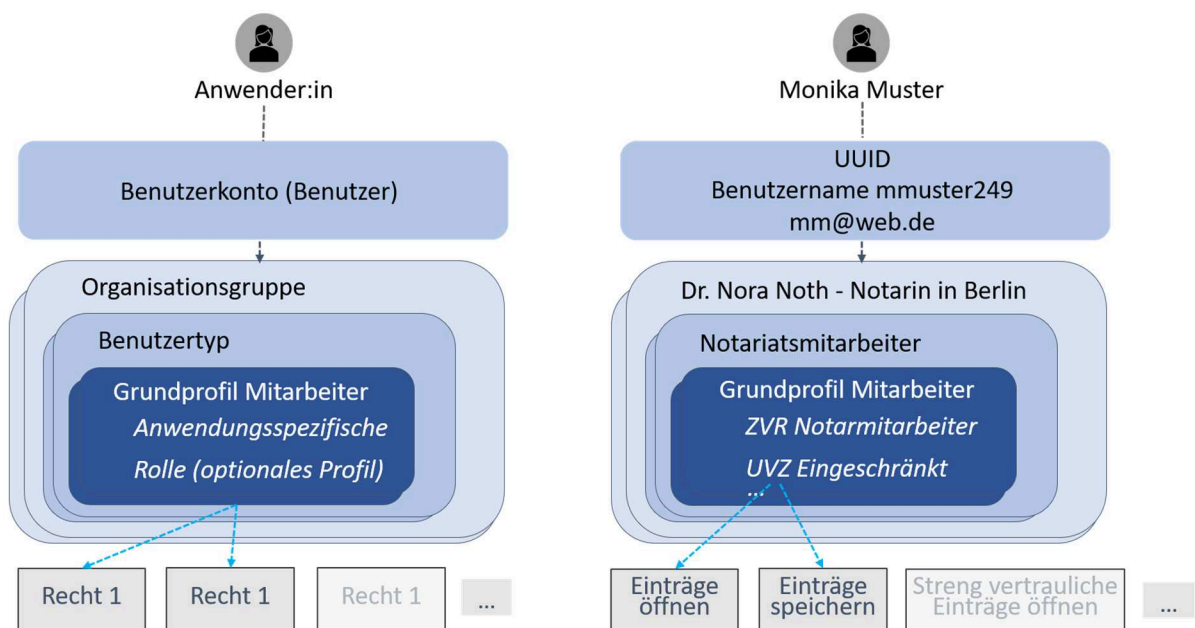 Anwender:in
Benutzerkonto (Benutzer)
Organisationsgruppe
Benutzertyp
Grundprofil Mitarbeiter
Anwendungsspezifische
Rolle (optionales Profil)
Recht 1
Recht 1
Recht 1
...
Monika Muster
UUID
Benutzername mmuster249
mm@web.de
Dr. Nora Noth - Notarin in Berlin
Notariatsmitarbeiter
Grundprofil Mitarbeiter
ZVR Notarmitarbeiter
UVZ Eingeschränkt
...
Einträge
öffnen
Einträge
speichern
Streng vertrauliche
Einträge öffnen
...